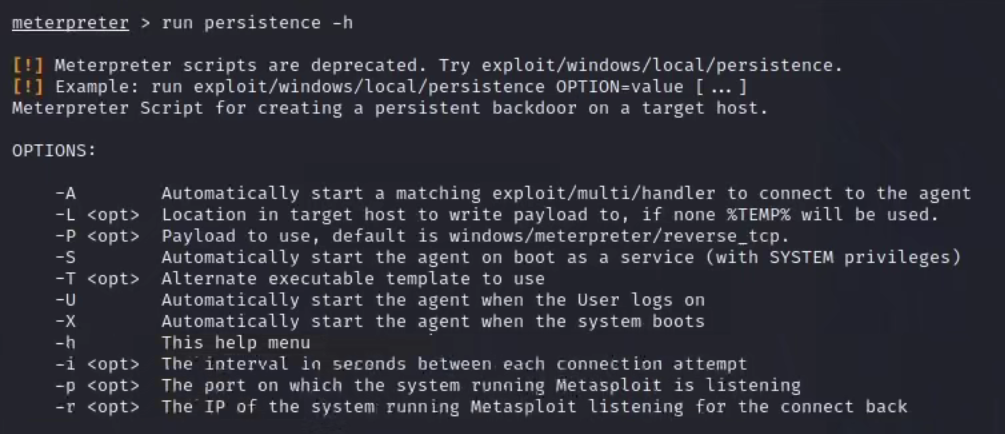 meterpreter > run persistence -h
[!] Meterpreter scripts are deprecated. Try exploit/windows/local/persistence.
[!] Example: run exploit/windows/local/persistence OPTION=value [ ... ]
Meterpreter Script for creating a persistent backdoor on a target host.
OPTIONS:
-A Automatically start a matching exploit/multi/handler to connect to the agent
-L <opt> Location in target host to write payload to, if none %TEMP% will be used.
-P <opt> Payload to use, default is windows/meterpreter/reverse_tcp.
-S Automatically start the agent on boot as a service (with SYSTEM privileges)
-T <opt> Alternate executable template to use
-U Automatically start the agent when the User logs on
-X Automatically start the agent when the system boots
-h This help menu
-i <opt> The interval in seconds between each connection attempt
-p <opt> The port on which the system running Metasploit is listening
-r <opt> The IP of the system running Metasploit listening for the connect back